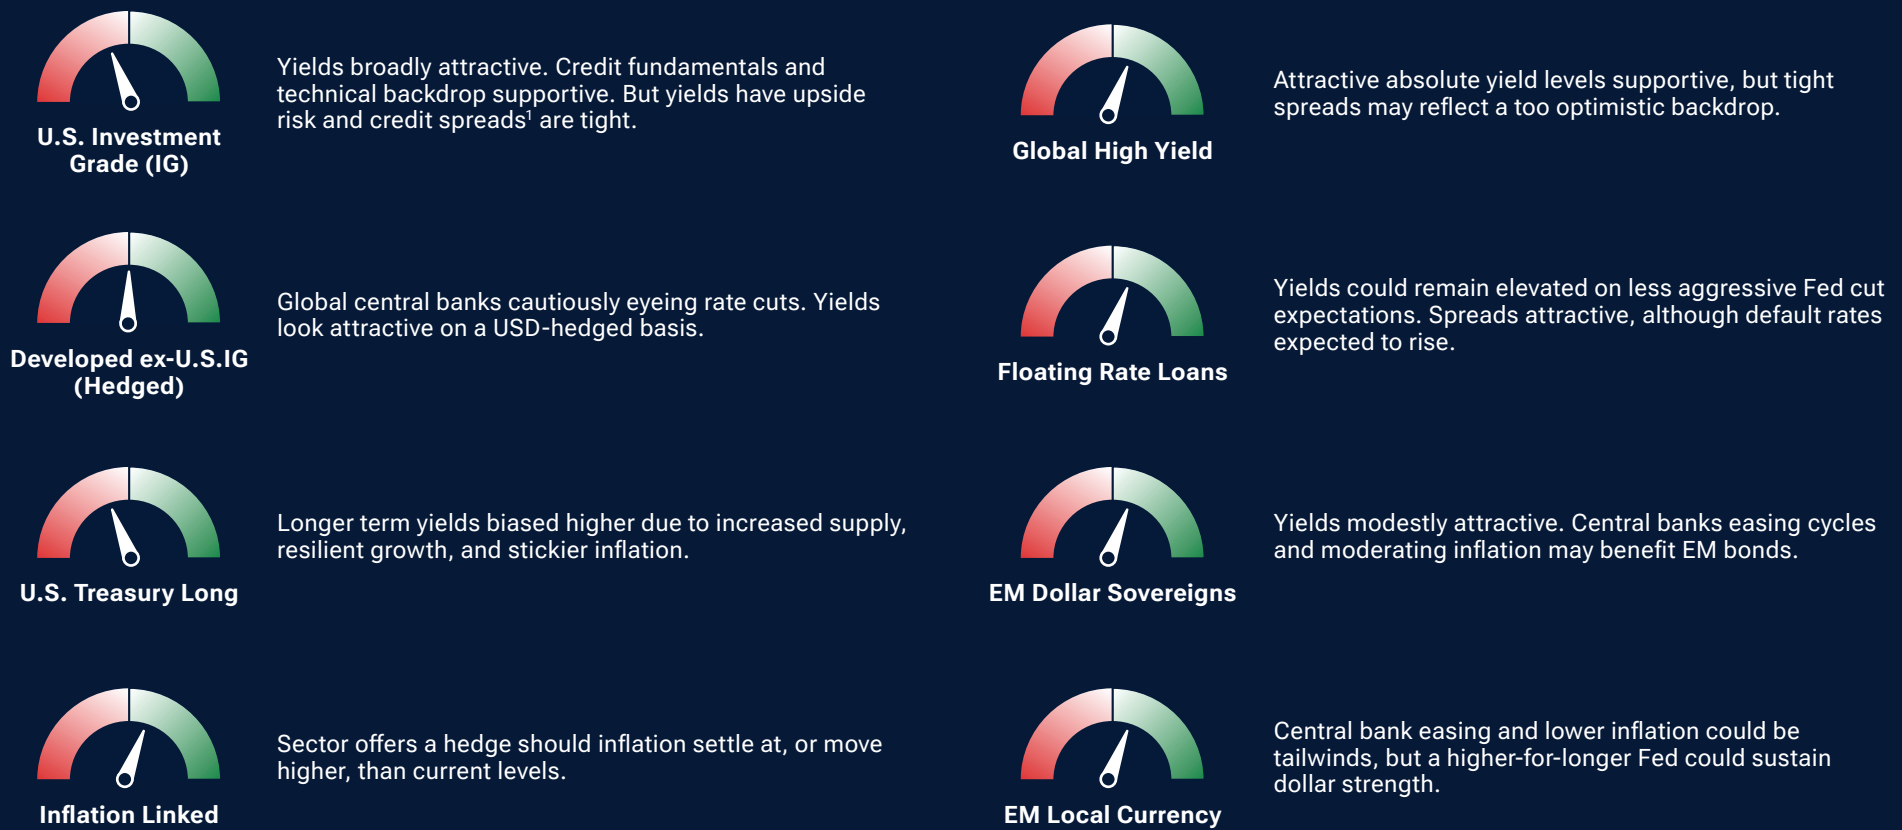 Yields broadly attractive. Credit fundamentals and
technical backdrop supportive. But yields have upside
risk and credit spreads¹ are tight.
U.S. Investment
Grade (IG)
Global central banks cautiously eyeing rate cuts. Yields
look attractive on a USD-hedged basis.
Developed ex-U.S.IG
(Hedged)
Longer term yields biased higher due to increased supply,
resilient growth, and stickier inflation.
U.S. Treasury Long
Sector offers a hedge should inflation settle at, or move
higher, than current levels.
Inflation Linked
Attractive absolute yield levels supportive, but tight
spreads may reflect a too optimistic backdrop.
Global High Yield
Yields could remain elevated on less aggressive Fed cut
expectations. Spreads attractive, although default rates
expected to rise.
Floating Rate Loans
Yields modestly attractive. Central banks easing cycles
and moderating inflation may benefit EM bonds.
EM Dollar Sovereigns
Central bank easing and lower inflation could be
tailwinds, but a higher-for-longer Fed could sustain
dollar strength.
EM Local Currency